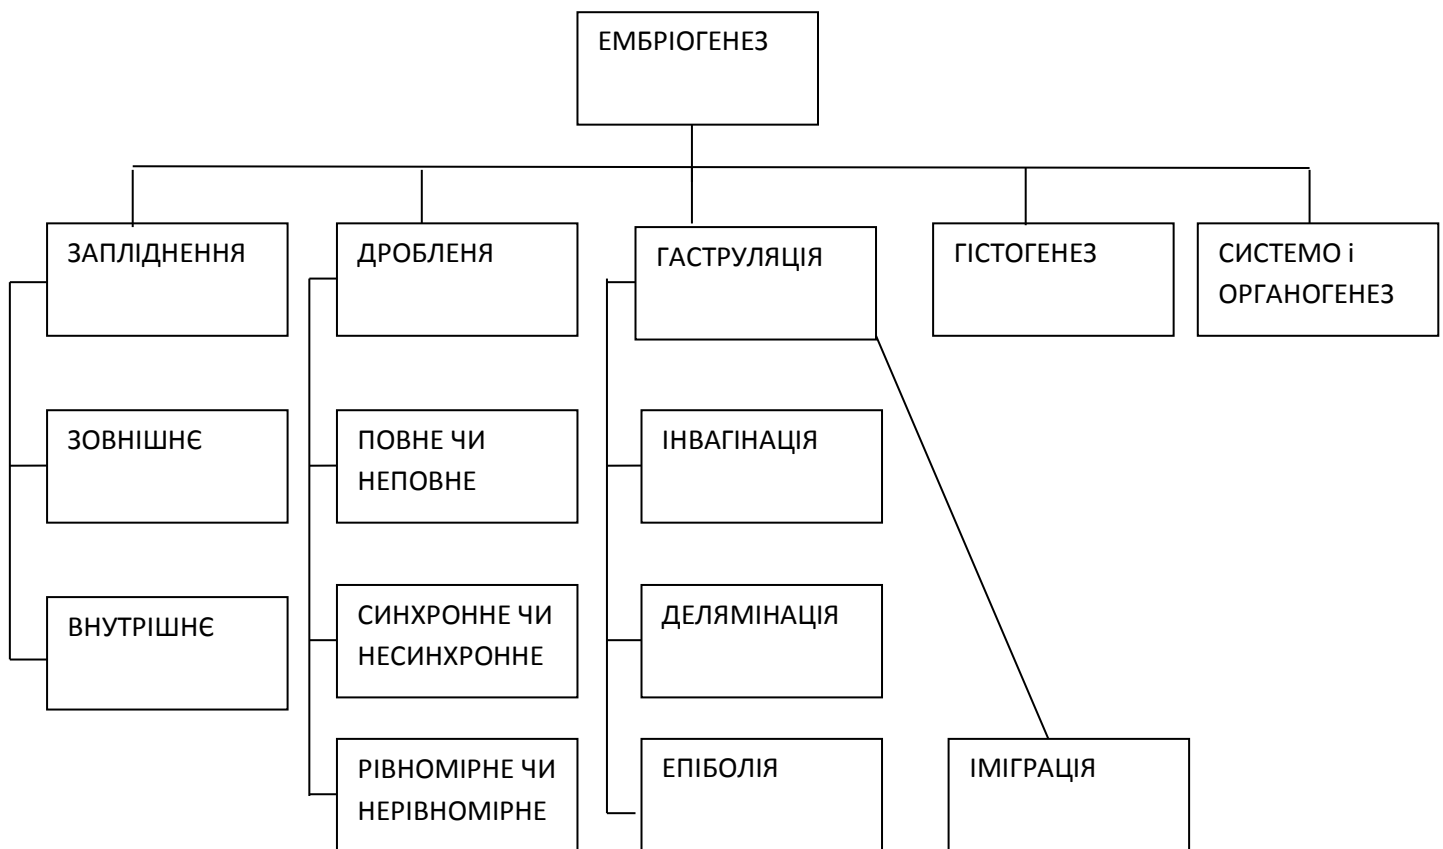 ЕМБРІОГЕНЕЗ
ЗАПЛІДНЕННЯ
ДРОБЛЕНЯ
ГАСТРУЛЯЦІЯ
ГІСТОГЕНЕЗ
СИСТЕМО і
ОРГАНОГЕНЕЗ
ЗОВНІШНЄ
ПОВНЕ ЧИ
НЕПОВНЕ
ІНВАГІНАЦІЯ
ВНУТРІШНЄ
СИНХРОННЕ ЧИ
НЕСИНХРОННЕ
ДЕЛЯМІНАЦІЯ
РІВНОМІРНЕ ЧИ
НЕРІВНОМІРНЕ
ЕПІБОЛІЯ
ІМІГРАЦІЯ